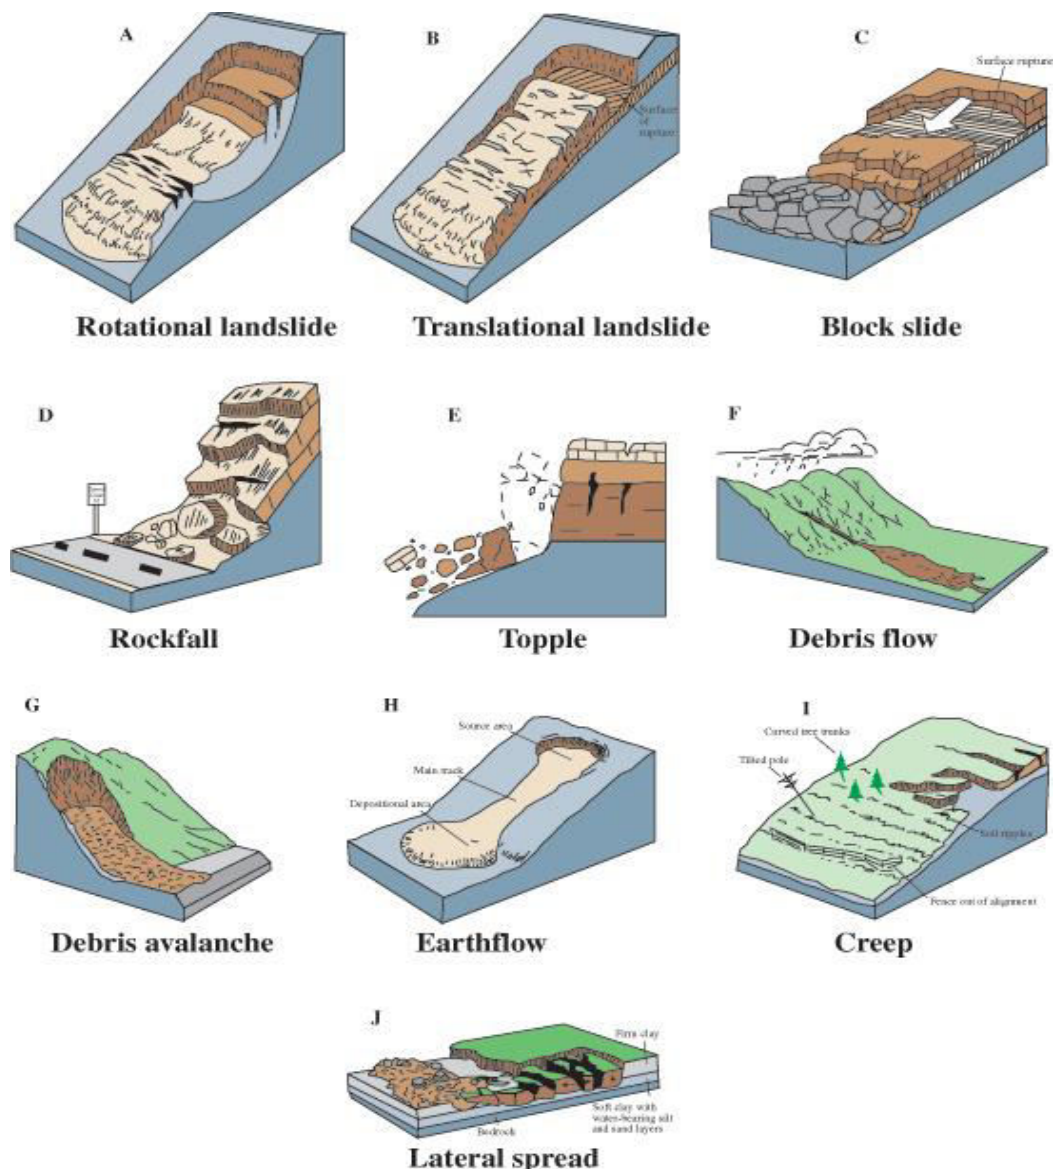 A
B
C
Surface rupture
Surface
of
rupture
Toe
Rotational landslide
Translational landslide
Block slide
D
E
F
Rockfall
Topple
Debris flow
G
H
I
Source area
Main track
Depositional area
Curved tree trunks
Tilted pole
Soil ripples
Fence out of alignment
Debris avalanche
Earthflow
Creep
J
Firm clay
Soft clay with
water-bearing silt
and sand layers
Bedrock
Lateral spread